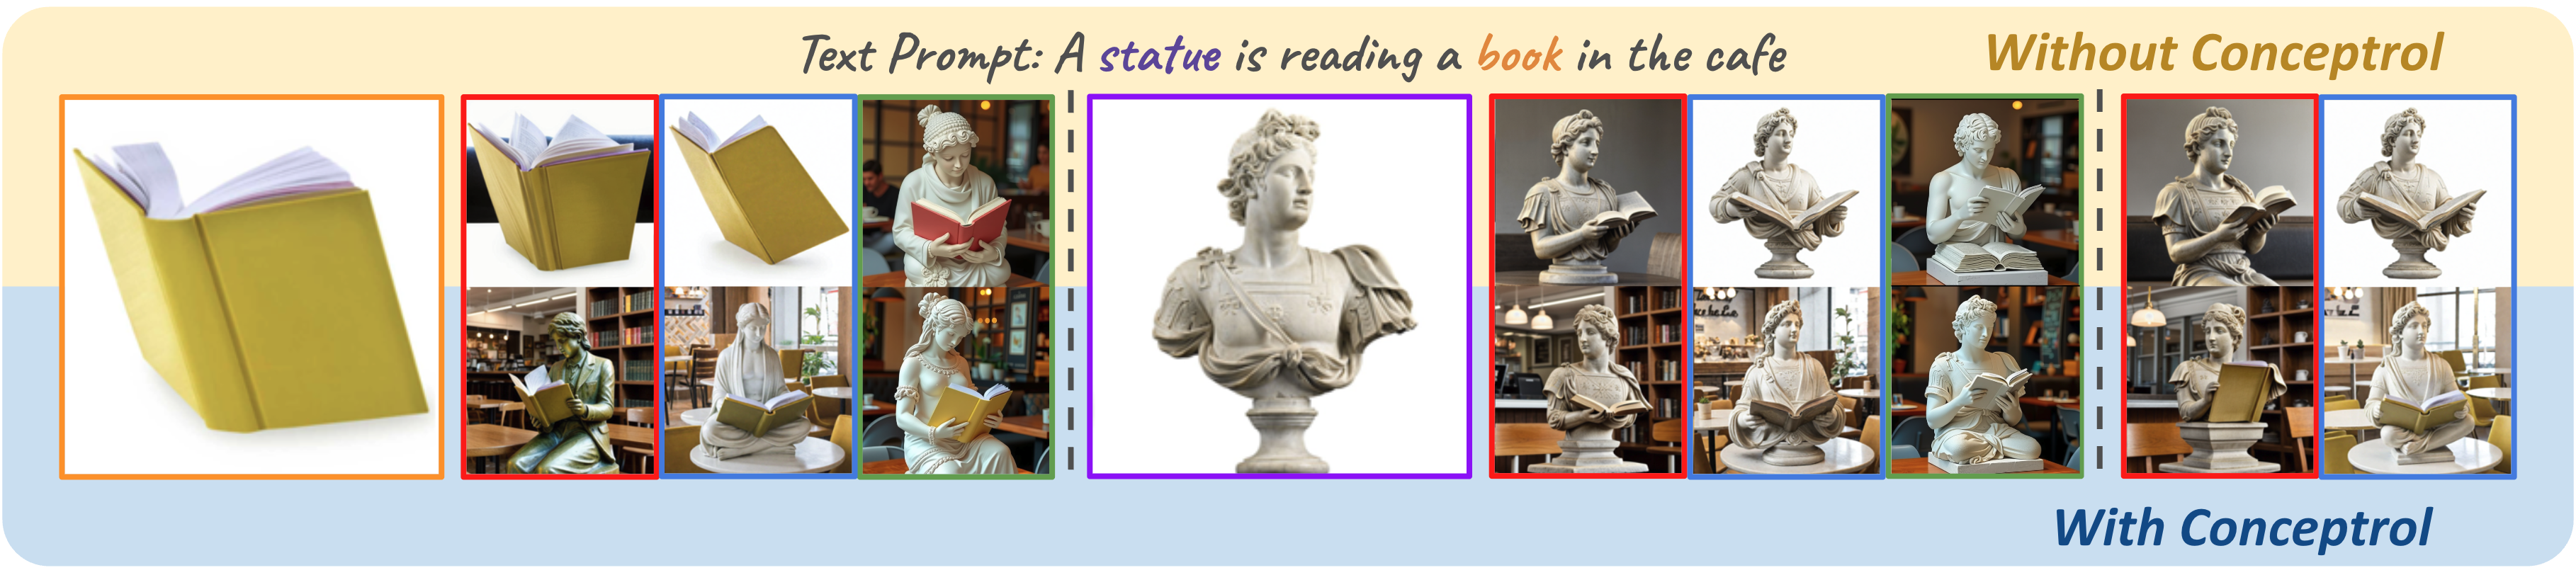 Text Prompt: A statue is reading a book in the cafe
Without Conceptrol
With Conceptrol